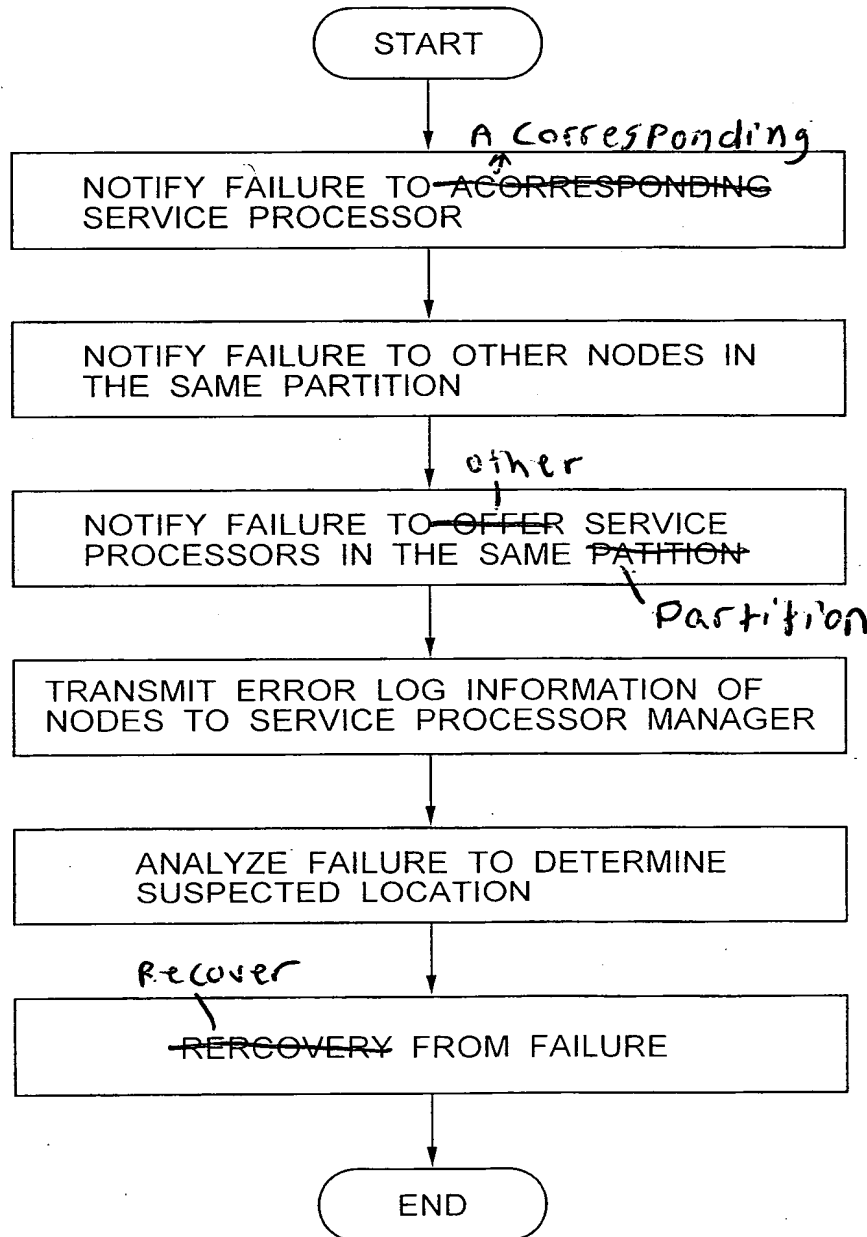 START
A Corresponding
NOTIFY FAILURE TO ACORRESPONDING
SERVICE PROCESSOR
NOTIFY FAILURE TO OTHER NODES IN
THE SAME PARTITION
other
NOTIFY FAILURE TO OFFER SERVICE
PROCESSORS IN THE SAME PATITION
Partition
TRANSMIT ERROR LOG INFORMATION OF
NODES TO SERVICE PROCESSOR MANAGER
ANALYZE FAILURE TO DETERMINE
SUSPECTED LOCATION
Recover
RERCOVERY FROM FAILURE
END